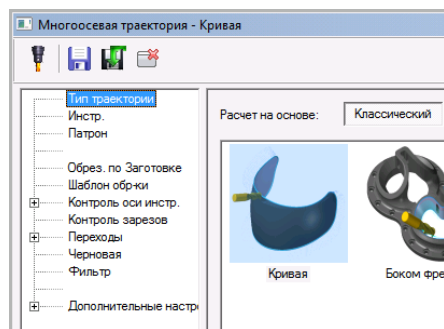 Многоосевая траектория - Кривая
Тип траектории
Инстр.
Патрон
Обрез. по Заготовке
Шаблон обр-ки
Контроль оси инстр.
Контроль зарезов
Переходы
Черновая
Фильтр
Дополнительные настро
Расчет на основе: Классический
Кривая
Боком фре